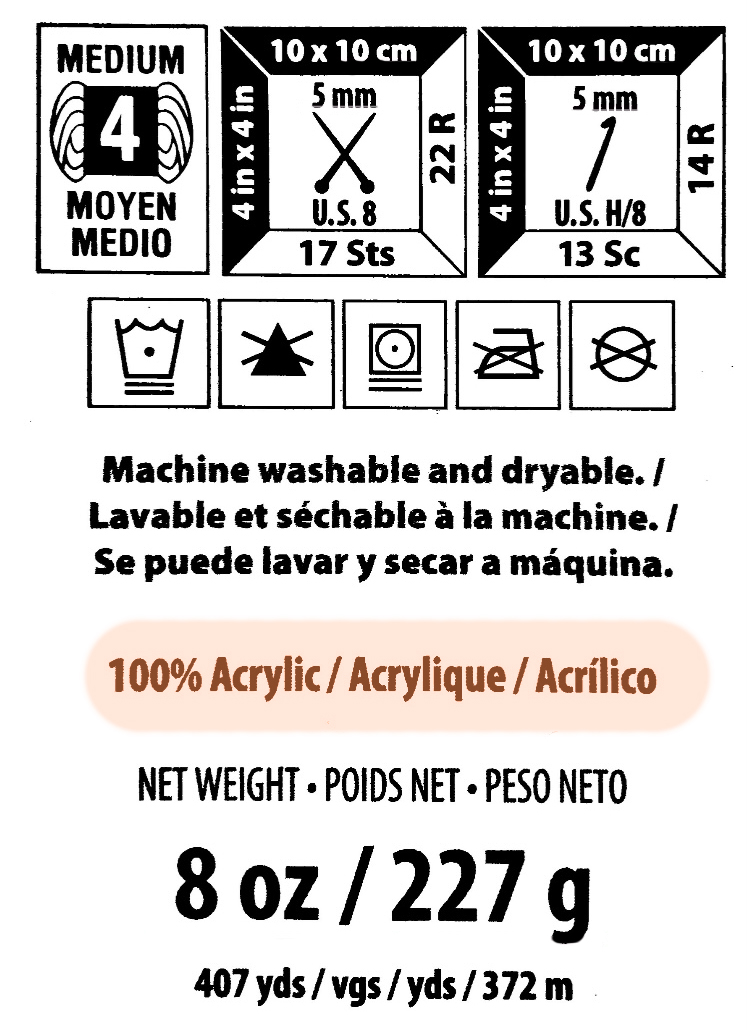 MEDIUM
4
MOYEN
MEDIO
10 x 10 cm
4 in x 4 in
5 mm
22 R
U.S. 8
17 Sts
10 x 10 cm
4 in x 4 in
5 mm
14 R
U.S. H/8
13 Sc
Machine washable and dryable. /
Lavable et séchable à la machine. /
Se puede lavar y secar a máquina.
100% Acrylic / Acrylique / Acrílico
NET WEIGHT • POIDS NET • PESO NETO
8 oz / 227 g
407 yds / vgs / yds / 372 m